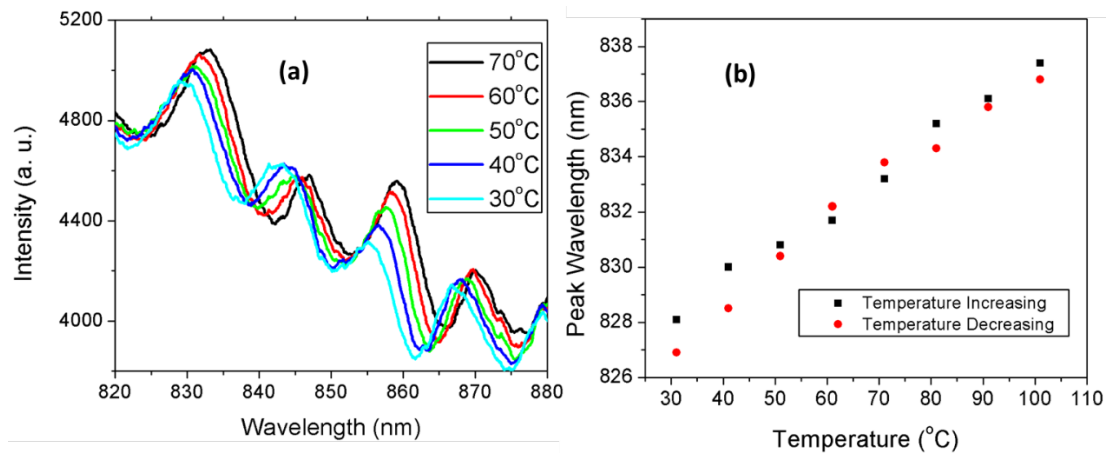 (a)
70°C
60°C
50°C
40°C
30°C
5200
4800
4400
4000
Intensity (a. u.)
820 830 840 850 860 870 880
Wavelength (nm)
(b)
838
836
834
832
830
828
826
Peak Wavelength (nm)
Temperature Increasing
Temperature Decreasing
30 40 50 60 70 80 90 100 110
Temperature (°C)